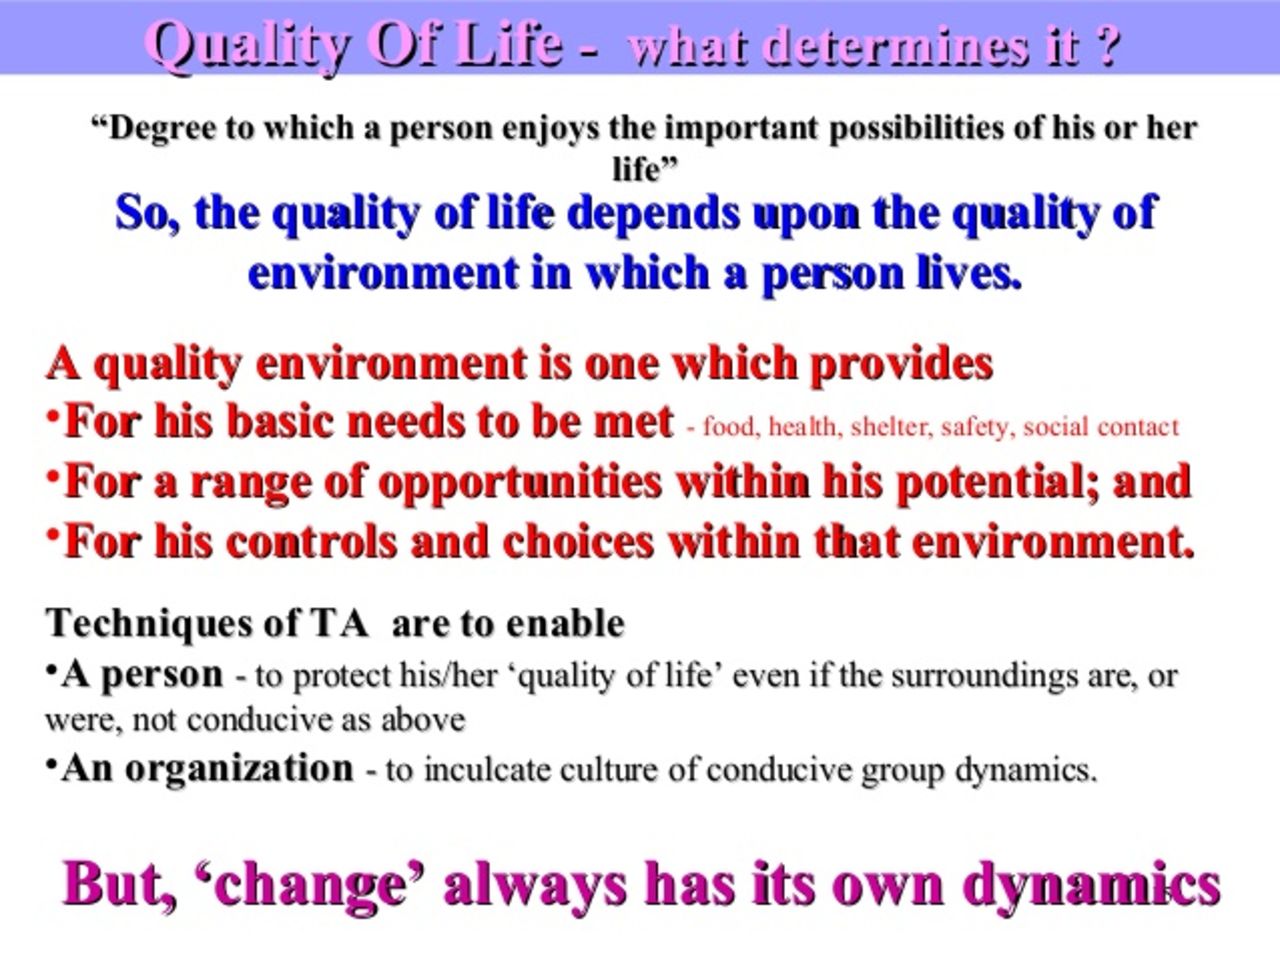 Quality Of Life - what determines it ?
“Degree to which a person enjoys the important possibilities of his or her
life”
So, the quality of life depends upon the quality of
environment in which a person lives.
A quality environment is one which provides
•For his basic needs to be met - food, health, shelter, safety, social contact
•For a range of opportunities within his potential; and
•For his controls and choices within that environment.
Techniques of TA are to enable
•A person - to protect his/her ‘quality of life’ even if the surroundings are, or
were, not conducive as above
•An organization - to inculcate culture of conducive group dynamics.
But, ‘change’ always has its own dynamics